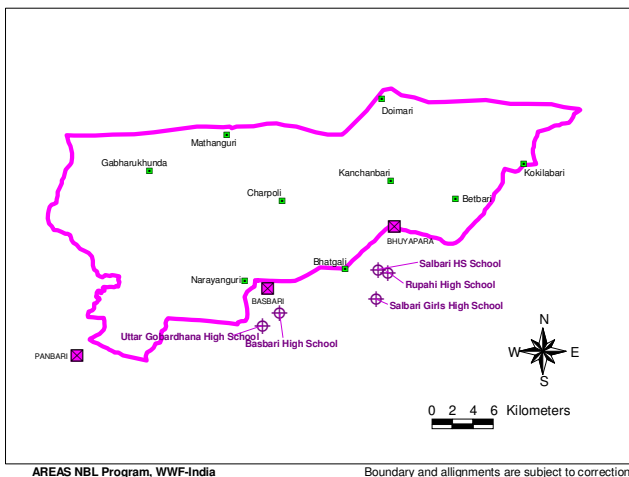 Doimari
Mathanguri
Gabharukhunda
Kokilabari
Kanchanbari
Charpoli
Betbari
BHUYAPARA
Bhatgali
Salbari HS School
Narayanguri
Rupahi High School
BASBARI
Salbari Girls High School
Uttar Gobardhana High School
Basbari High School
PANBARI
N
W E
S
0 2 4 6 Kilometers
AREAS NBL Program, WWF-India Boundary and allignments are subject to correction